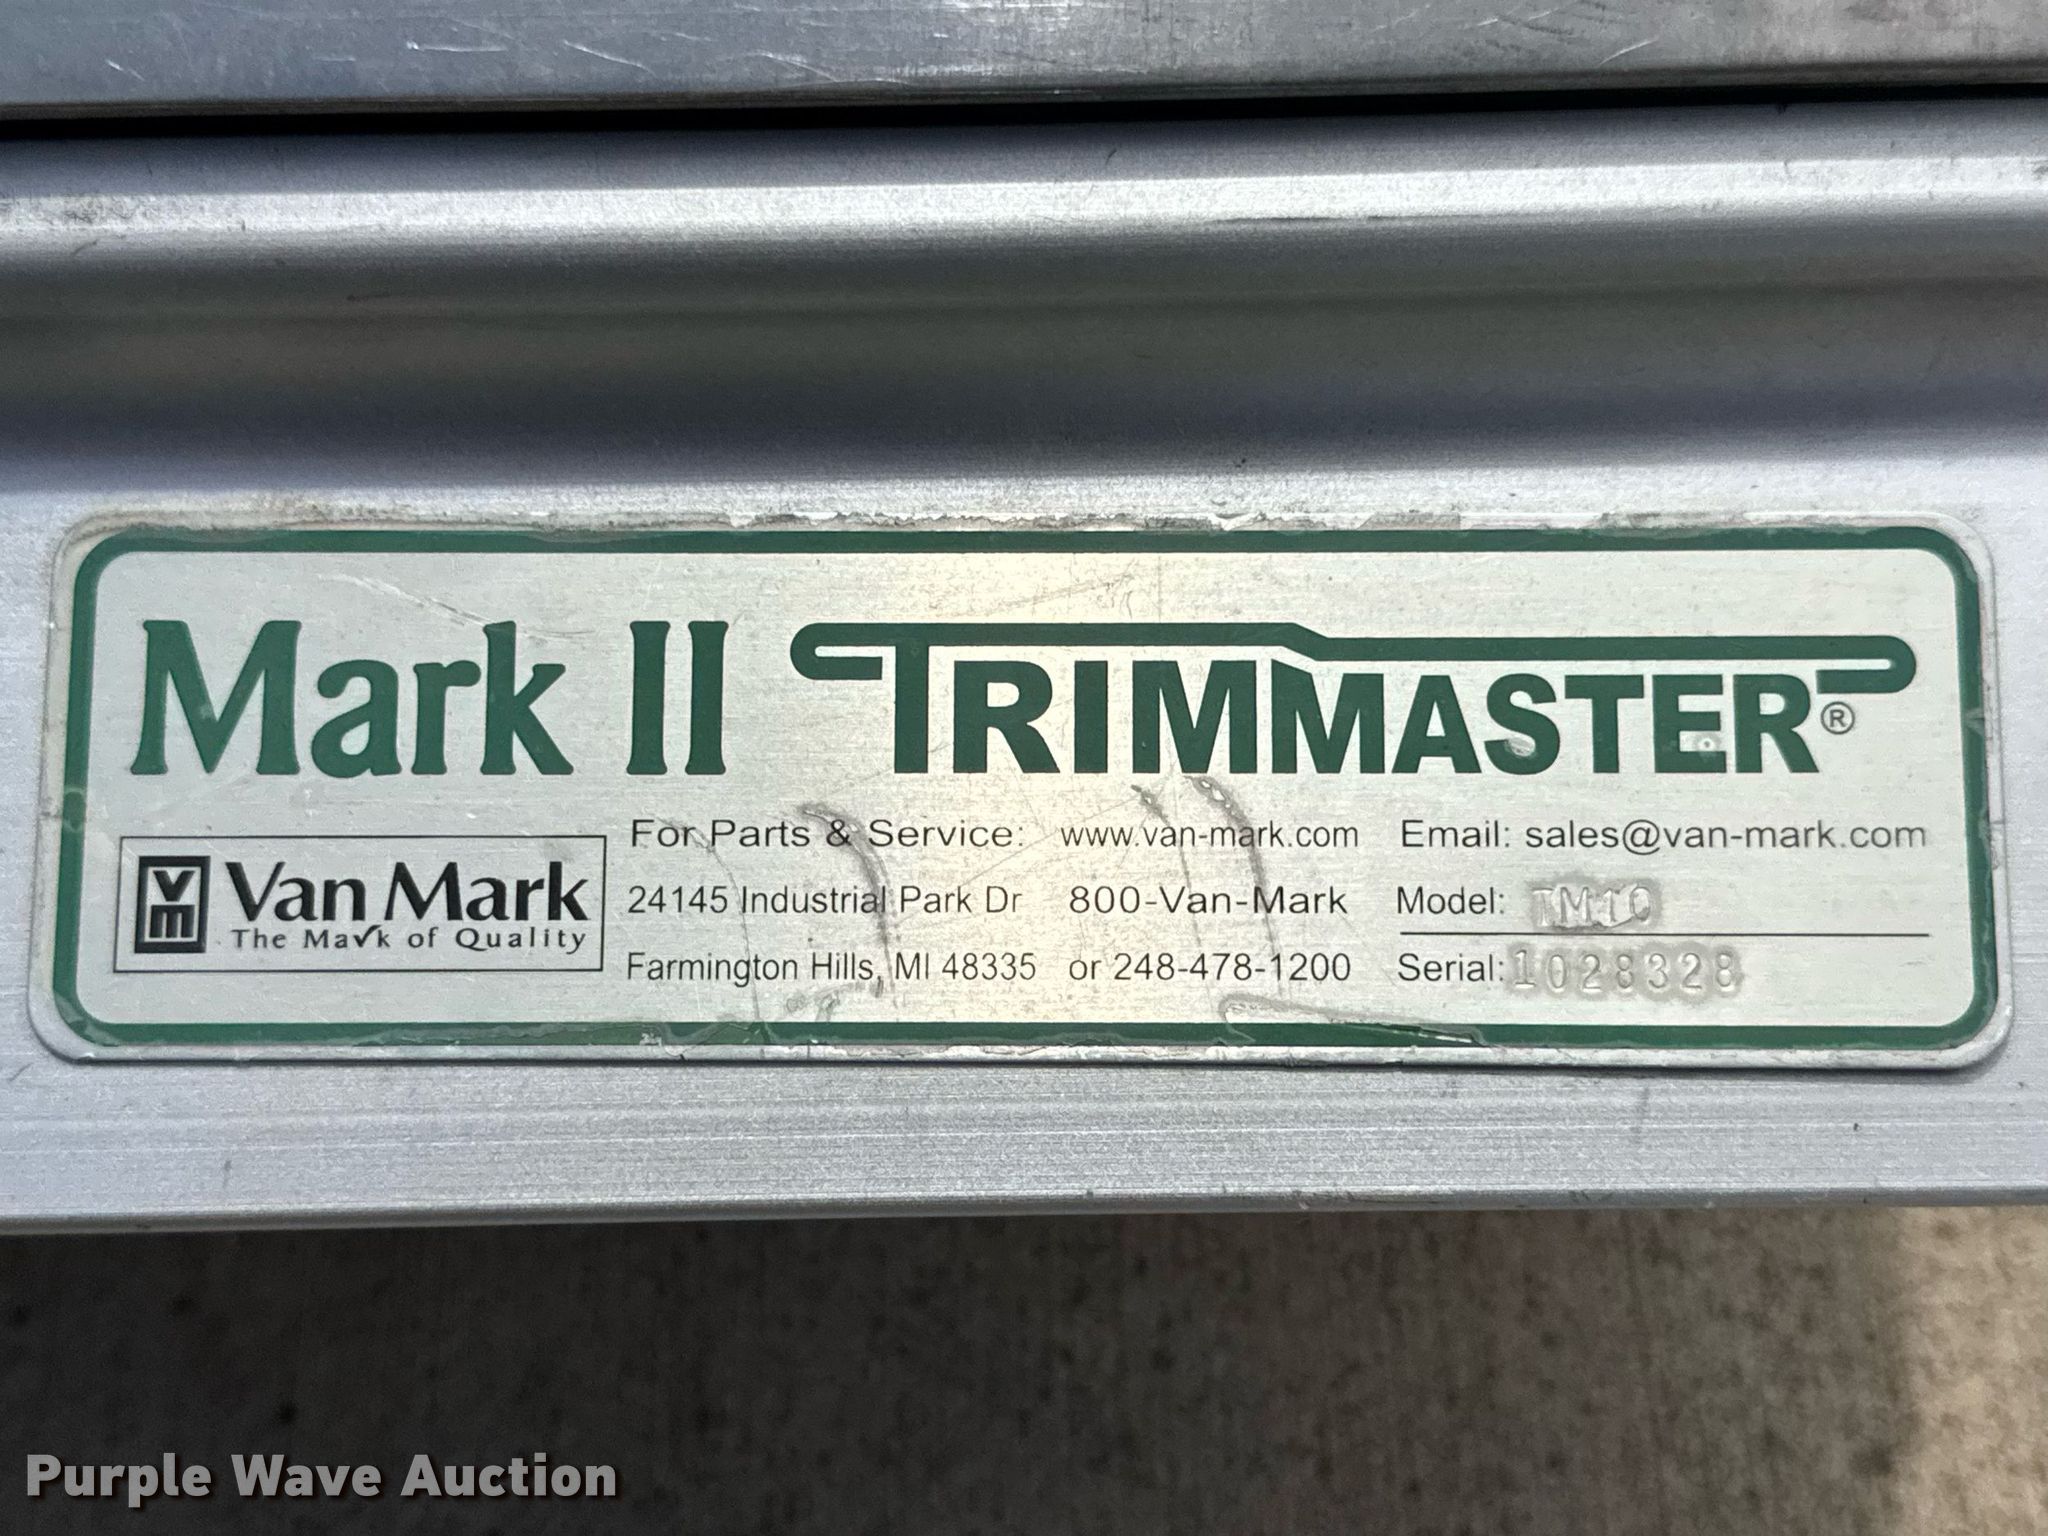 Mark II TRIMMASTER®
For Parts & Service: www.van-mark.com Email: sales@van-mark.com
VM Van Mark
The Mark of Quality
24145 Industrial Park Dr 800-Van-Mark Model: TM10
Farmington Hills, MI 48335 or 248-478-1200 Serial: 1028328
Purple Wave Auction